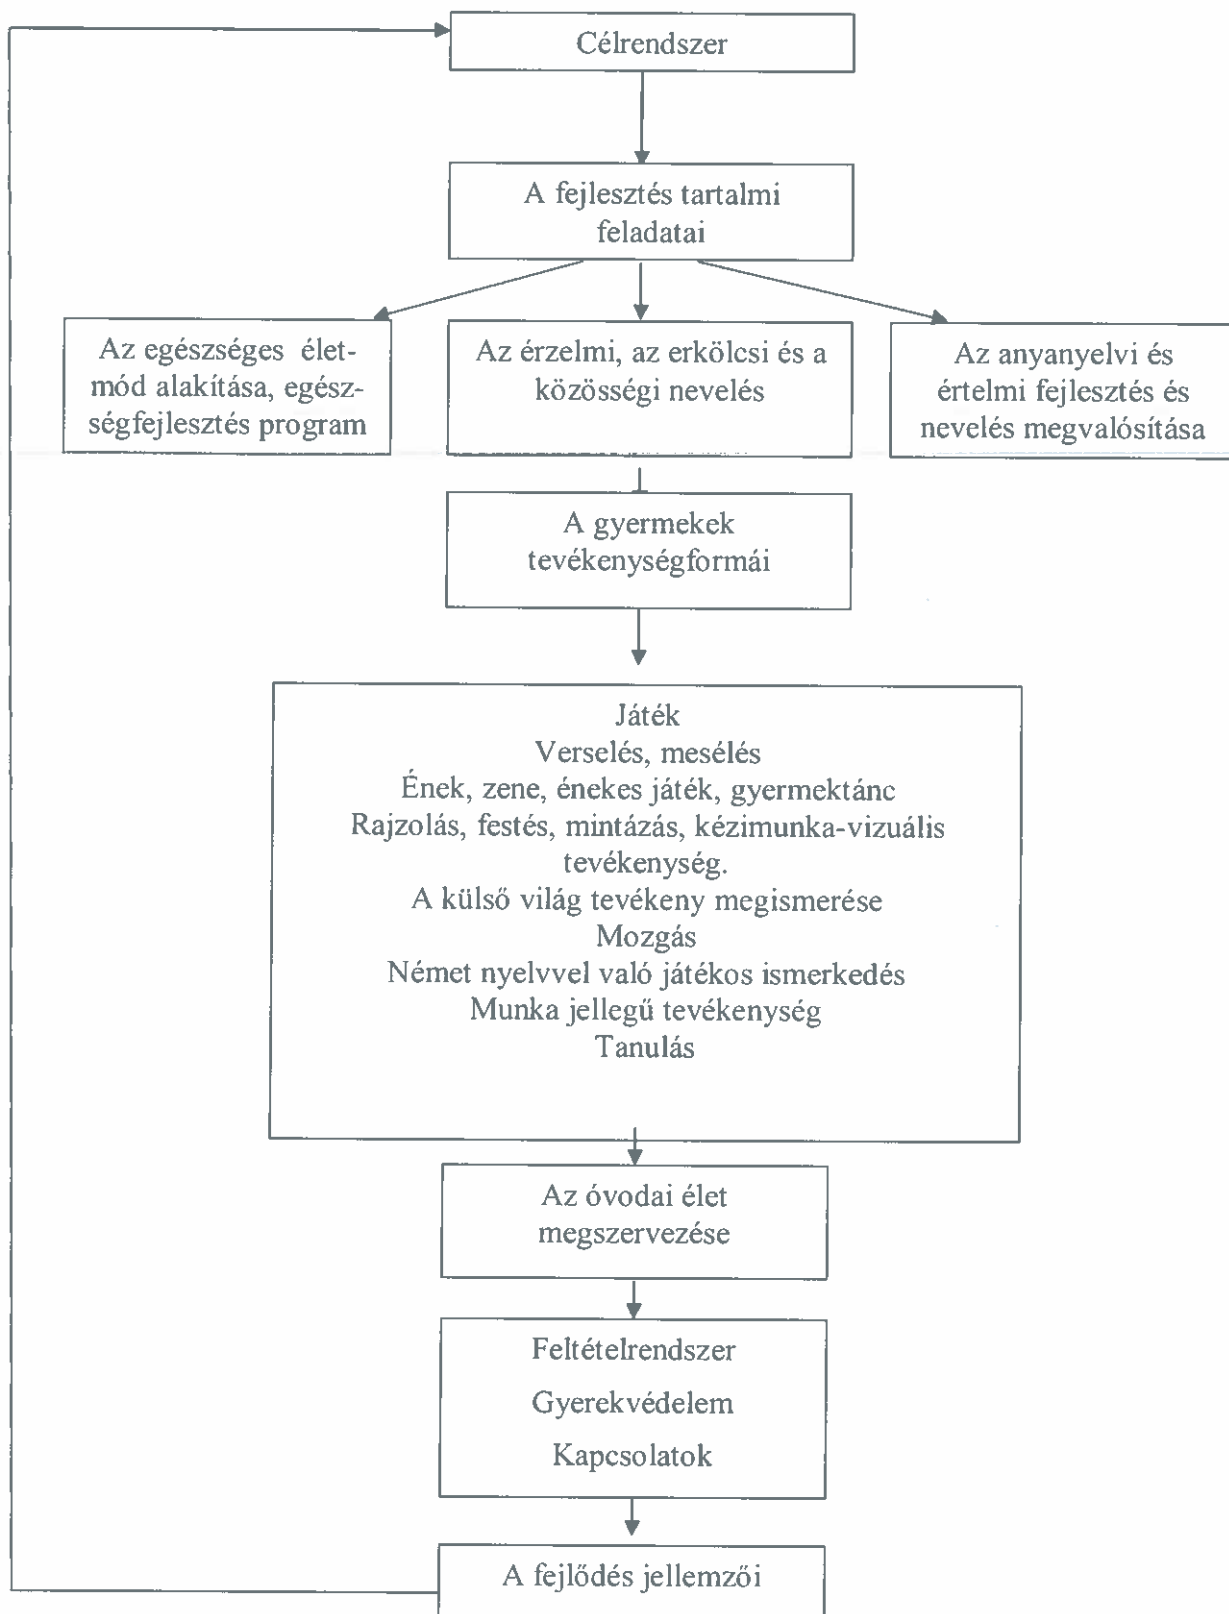 Célrendszer
A fejlesztés tartalmi
feladatai
Az egészséges élet-
mód alakítása, egész-
ségfejlesztés program
Az érzelmi, az erkölcsi és a
közösségi nevelés
Az anyanyelvi és
értelmi fejlesztés és
nevelés megvalósítása
A gyermekek
tevékenységformái
Játék
Verselés, mesélés
Ének, zene, énekes játék, gyermektánc
Rajzolás, festés, mintázás, kézimunka-vizuális
tevékenység.
A külső világ tevékeny megismerése
Mozgás
Német nyelvvel való játékos ismerkedés
Munka jellegű tevékenység
Tanulás
Az óvodai élet
megszervezése
Feltételrendszer
Gyerekvédelem
Kapcsolatok
A fejlődés jellemzői